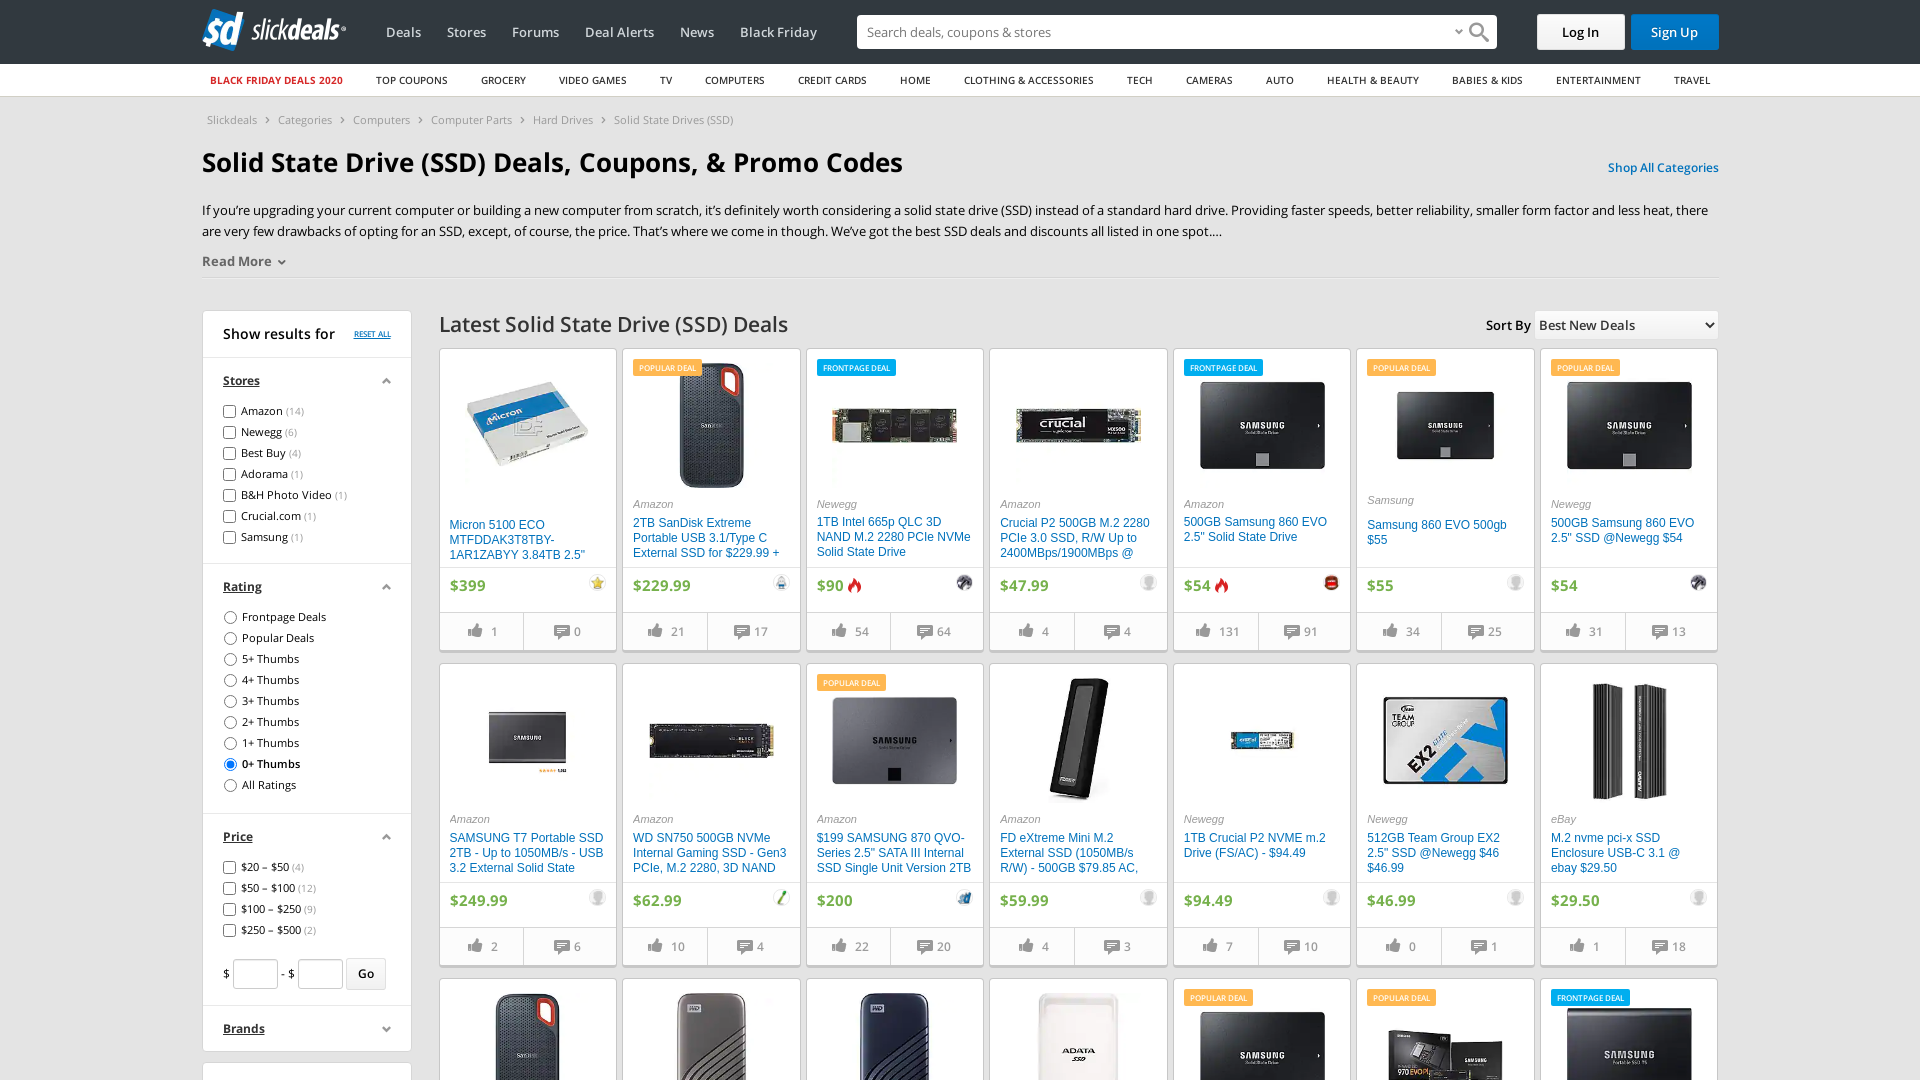 sd slickdeals
Deals Stores Forums Deal Alerts News Black Friday
Search deals, coupons & stores
Log In
Sign Up
BLACK FRIDAY DEALS 2020 TOP COUPONS GROCERY VIDEO GAMES TV COMPUTERS CREDIT CARDS HOME CLOTHING & ACCESSORIES TECH CAMERAS AUTO HEALTH & BEAUTY BABIES & KIDS ENTERTAINMENT TRAVEL
Slickdeals > Categories > Computers > Computer Parts > Hard Drives > Solid State Drives (SSD)
Solid State Drive (SSD) Deals, Coupons, & Promo Codes
Shop All Categories
If you’re upgrading your current computer or building a new computer from scratch, it’s definitely worth considering a solid state drive (SSD) instead of a standard hard drive. Providing faster speeds, better reliability, smaller form factor and less heat, there
are very few drawbacks of opting for an SSD, except, of course, the price. That’s where we come in though. We’ve got the best SSD deals and discounts all listed in one spot....
Read More
Show results for RESET ALL
Stores
Amazon (14)
Newegg (6)
Best Buy (4)
Adorama (1)
B&H Photo Video (1)
Crucial.com (1)
Samsung (1)
Rating
Frontpage Deals
Popular Deals
5+ Thumbs
4+ Thumbs
3+ Thumbs
2+ Thumbs
1+ Thumbs
0+ Thumbs
All Ratings
Price
$20 – $50 (4)
$50 – $100 (12)
$100 – $250 (9)
$250 – $500 (2)
$ - $ Go
Brands
Latest Solid State Drive (SSD) Deals
Sort By Best New Deals
Micron
Micron 5100 ECO
MTFDDAK3T8TBY-
1AR1ZABYY 3.84TB 2.5"
$399
1 0
POPULAR DEAL
SanDisk
Amazon
2TB SanDisk Extreme
Portable USB 3.1/Type C
External SSD for $229.99 +
$229.99
21 17
FRONTPAGE DEAL
Newegg
1TB Intel 665p QLC 3D
NAND M.2 2280 PCIe NVMe
Solid State Drive
$90
54 64
crucial
Amazon
Crucial P2 500GB M.2 2280
PCIe 3.0 SSD, R/W Up to
2400MBps/1900MBps @
$47.99
4 4
FRONTPAGE DEAL
SAMSUNG
Amazon
500GB Samsung 860 EVO
2.5" Solid State Drive
$54
131 91
POPULAR DEAL
SAMSUNG
Samsung
Samsung 860 EVO 500gb
$55
$55
34 25
POPULAR DEAL
SAMSUNG
Newegg
500GB Samsung 860 EVO
2.5" SSD @Newegg $54
$54
31 13
SAMSUNG
Amazon
SAMSUNG T7 Portable SSD
2TB - Up to 1050MB/s - USB
3.2 External Solid State
$249.99
2 6
Amazon
WD SN750 500GB NVMe
Internal Gaming SSD - Gen3
PCIe, M.2 2280, 3D NAND
$62.99
10 4
POPULAR DEAL
SAMSUNG
Amazon
$199 SAMSUNG 870 QVO-
Series 2.5" SATA III Internal
SSD Single Unit Version 2TB
$200
22 20
Amazon
FD eXtreme Mini M.2
External SSD (1050MB/s
R/W) - 500GB $79.85 AC,
$59.99
4 3
Newegg
1TB Crucial P2 NVME m.2
Drive (FS/AC) - $94.49
$94.49
7 10
TEAM
GROUP
EX2
Newegg
512GB Team Group EX2
2.5" SSD @Newegg $46
$46.99
$46.99
0 1
eBay
M.2 nvme pci-x SSD
Enclosure USB-C 3.1 @
ebay $29.50
$29.50
1 18
SanDisk
WD
WD
ADATA
SSD
POPULAR DEAL
SAMSUNG
POPULAR DEAL
SAMSUNG
970 EVO Pl
FRONTPAGE DEAL
SAMSUNG